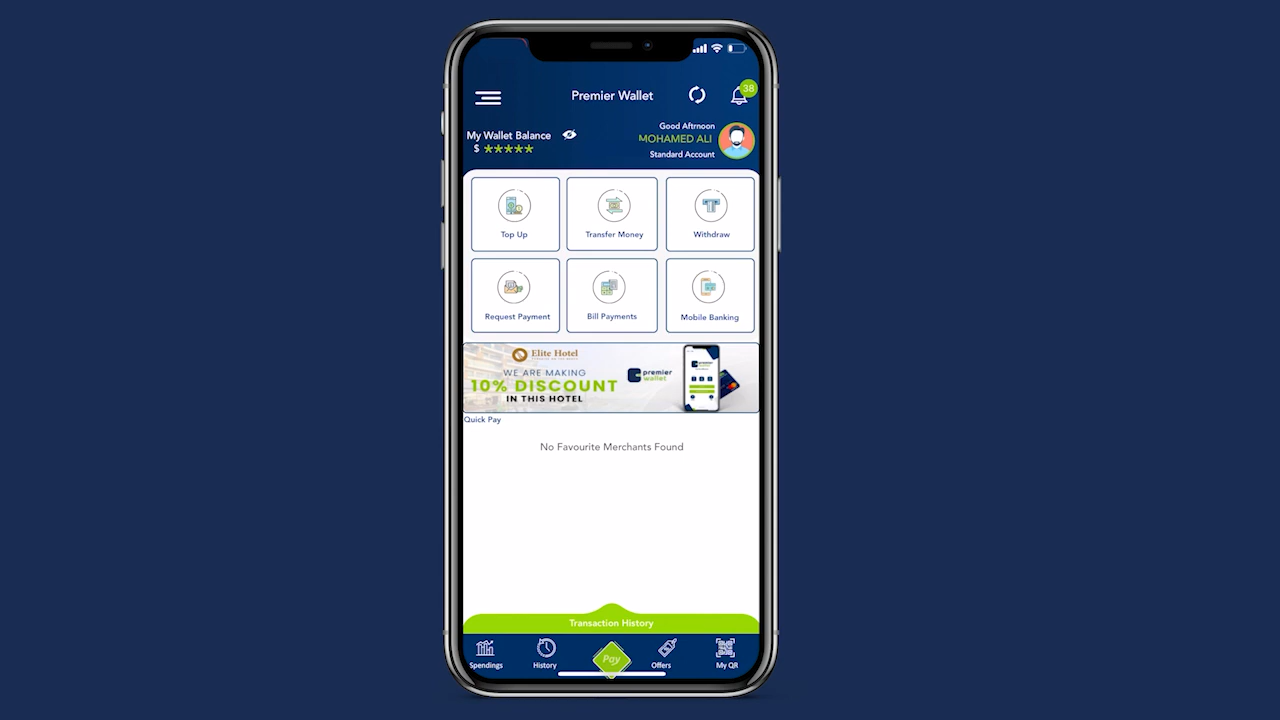 Premier Wallet
38
My Wallet Balance
$ *****
Good Aftrnoon
MOHAMED ALI
Standard Account
Top Up
Transfer Money
Withdraw
Request Payment
Bill Payments
Mobile Banking
Elite Hotel
WE ARE MAKING
10% DISCOUNT
IN THIS HOTEL
premier
wallet
Quick Pay
No Favourite Merchants Found
Transaction History
Spendings
History
Pay
Offers
My QR